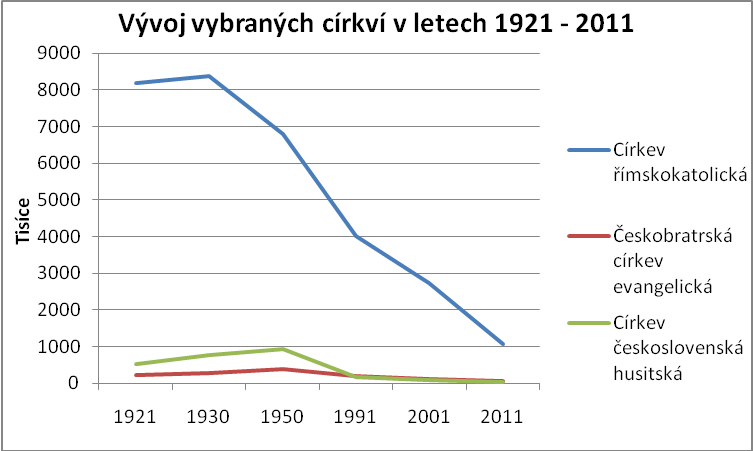 Vývoj vybraných církví v letech 1921 - 2011
Tisíce
9000
8000
7000
6000
5000
4000
3000
2000
1000
0
1921 1930 1950 1991 2001 2011
Církev
římskokatolická
Českobratrská
církev
evangelická
Církev
československá
husitská